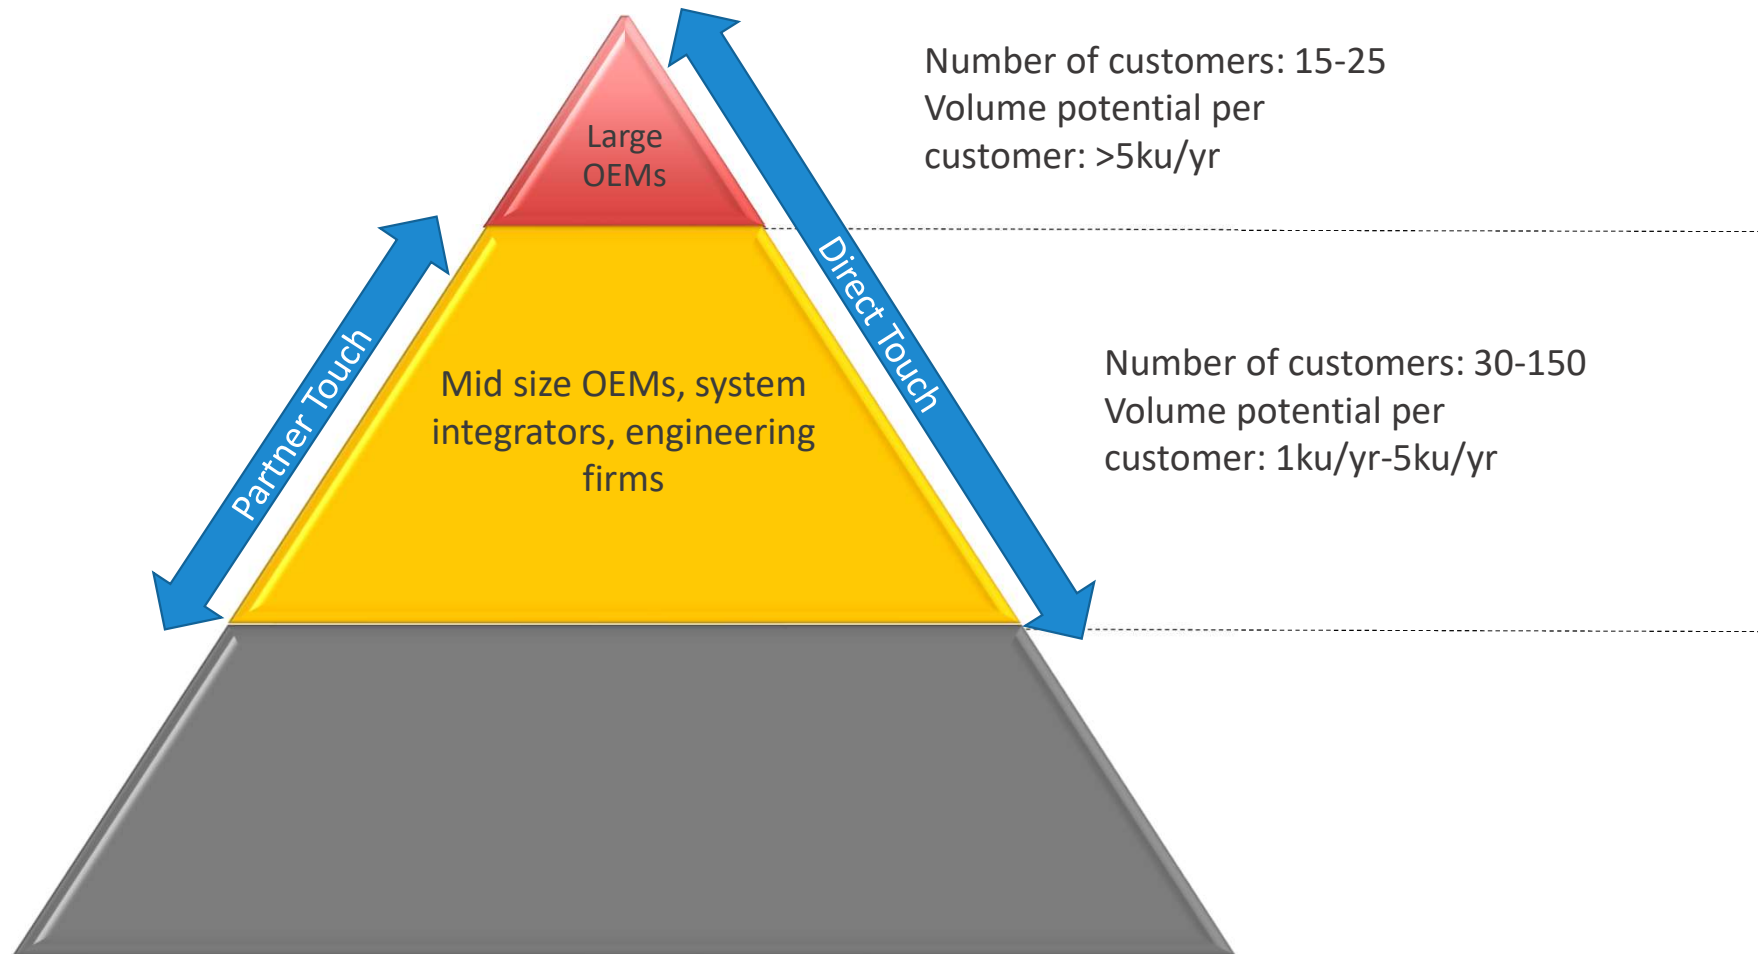 Number of customers: 15-25
Volume potential per
customer: >5ku/yr
Large
OEMs
Direct Touch
Partner Touch
Mid size OEMs, system
integrators, engineering
firms
Number of customers: 30-150
Volume potential per
customer: 1ku/yr-5ku/yr